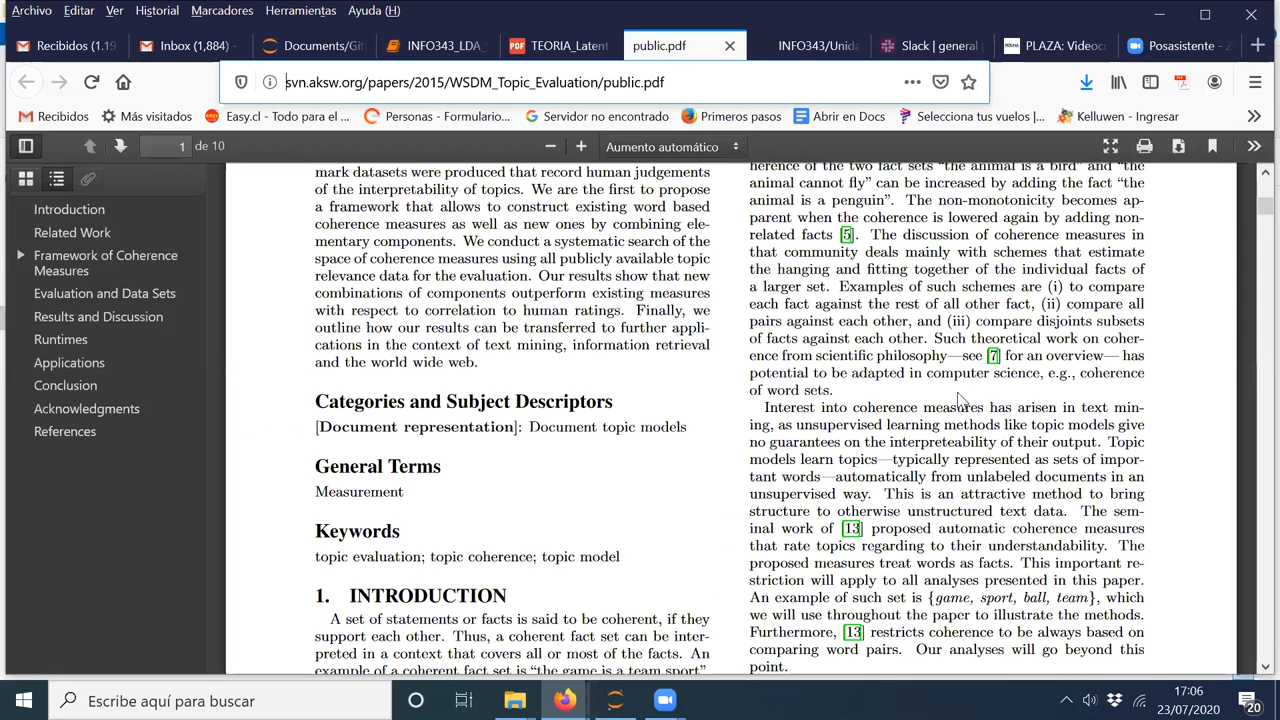 Archivo Editar Ver Historial Marcadores Herramientas Ayuda (H)
Recibidos (1.19 Inbox (1,884) Documents/Git INFO343_LDA_ TEORIA_Latent public.pdf INFO343/Unida Slack | general PLAZA: Videoco Posasistente - Z
svn.aksw.org/papers/2015/WSDM_Topic_Evaluation/public.pdf
Recibidos Más visitados Easy.cl - Todo para el ... Personas - Formulario... Servidor no encontrado Primeros pasos Abrir en Docs Selecciona tus vuelos ... Kelluwen - Ingresar
1 de 10 Aumento automático
Introduction
Related Work
Framework of Coherence
Measures
Evaluation and Data Sets
Results and Discussion
Runtimes
Applications
Conclusion
Acknowledgments
References
mark datasets were produced that record human judgements
of the interpretability of topics. We are the first to propose
a framework that allows to construct existing word based
coherence measures as well as new ones by combining ele-
mentary components. We conduct a systematic search of the
space of coherence measures using all publicly available topic
relevance data for the evaluation. Our results show that new
combinations of components outperform existing measures
with respect to correlation to human ratings. Finally, we
outline how our results can be transferred to further appli-
cations in the context of text mining, information retrieval
and the world wide web.
Categories and Subject Descriptors
[Document representation]: Document topic models
General Terms
Measurement
Keywords
topic evaluation; topic coherence; topic model
1. INTRODUCTION
A set of statements or facts is said to be coherent, if they
support each other. Thus, a coherent fact set can be inter-
preted in a context that covers all or most of the facts. An
example of a coherent fact set is "the game is a team sport",
herence of the two fact sets "the animal is a bird" and "the
animal cannot fly" can be increased by adding the fact "the
animal is a penguin". The non-monotonicity becomes ap-
parent when the coherence is lowered again by adding non-
related facts [5]. The discussion of coherence measures in
that community deals mainly with schemes that estimate
the hanging and fitting together of the individual facts of
a larger set. Examples of such schemes are (i) to compare
each fact against the rest of all other fact, (ii) compare all
pairs against each other, and (iii) compare disjoints subsets
of facts against each other. Such theoretical work on coher-
ence from scientific philosophy—see [7] for an overview— has
potential to be adapted in computer science, e.g., coherence
of word sets.
Interest into coherence measures has arisen in text min-
ing, as unsupervised learning methods like topic models give
no guarantees on the interpreteability of their output. Topic
models learn topics—typically represented as sets of impor-
tant words—automatically from unlabeled documents in an
unsupervised way. This is an attractive method to bring
structure to otherwise unstructured text data. The sem-
inal work of [13] proposed automatic coherence measures
that rate topics regarding to their understandability. The
proposed measures treat words as facts. This important re-
striction will apply to all analyses presented in this paper.
An example of such set is {game, sport, ball, team}, which
we will use throughout the paper to illustrate the methods.
Furthermore, [13] restricts coherence to be always based on
comparing word pairs. Our analyses will go beyond this
point.
Escribe aquí para buscar
17:06
23/07/2020
20